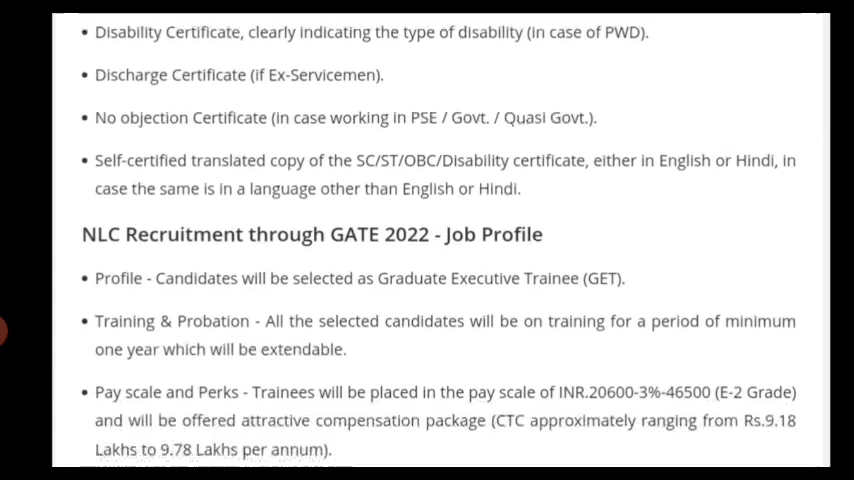 • Disability Certificate, clearly indicating the type of disability (in case of PWD).
• Discharge Certificate (if Ex-Servicemen).
• No objection Certificate (in case working in PSE / Govt. / Quasi Govt.).
• Self-certified translated copy of the SC/ST/OBC/Disability certificate, either in English or Hindi, in
case the same is in a language other than English or Hindi.
NLC Recruitment through GATE 2022 - Job Profile
• Profile - Candidates will be selected as Graduate Executive Trainee (GET).
• Training & Probation - All the selected candidates will be on training for a period of minimum
one year which will be extendable.
• Pay scale and Perks - Trainees will be placed in the pay scale of INR.20600-3%-46500 (E-2 Grade)
and will be offered attractive compensation package (CTC approximately ranging from Rs.9.18
Lakhs to 9.78 Lakhs per annum).